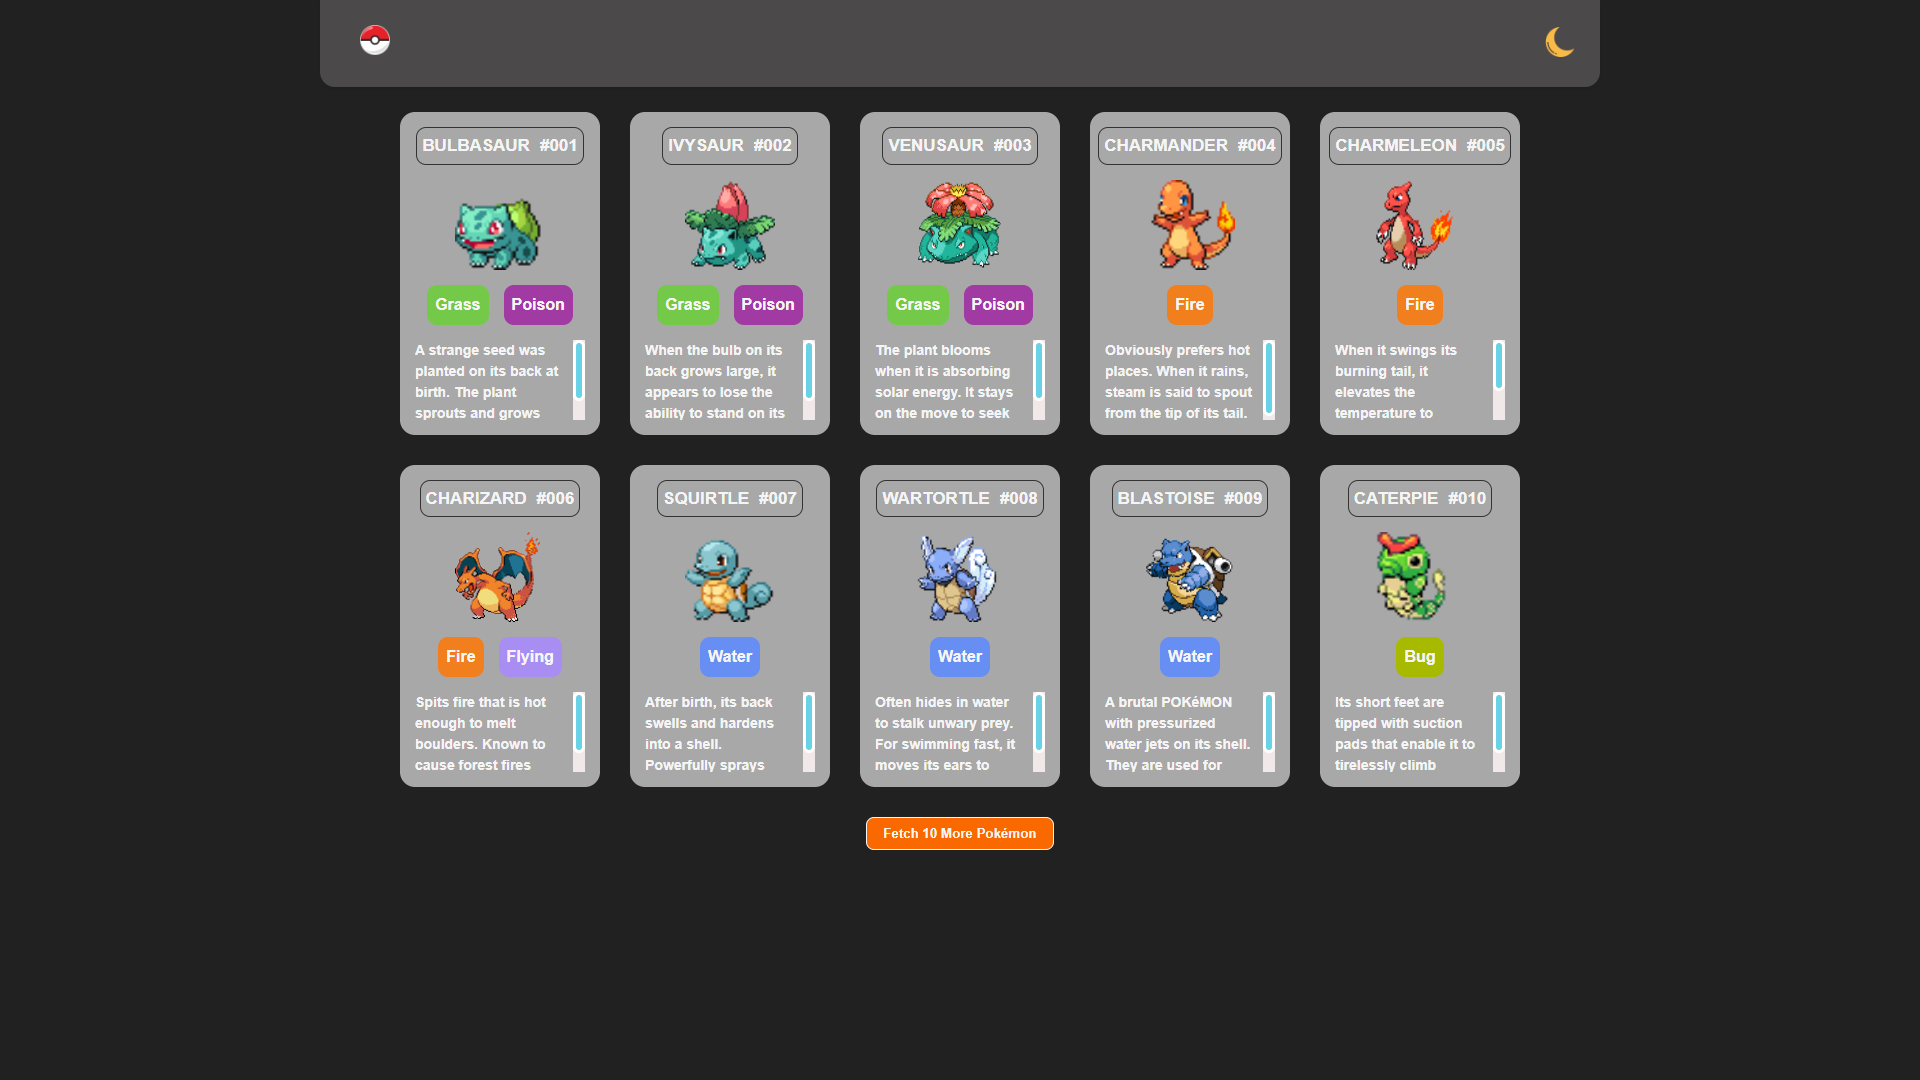 BULBASAUR #001
Grass Poison
A strange seed was
planted on its back at
birth. The plant
sprouts and grows
IVYSAUR #002
Grass Poison
When the bulb on its
back grows large, it
appears to lose the
ability to stand on its
VENUSAUR #003
Grass Poison
The plant blooms
when it is absorbing
solar energy. It stays
on the move to seek
CHARMANDER #004
Fire
Obviously prefers hot
places. When it rains,
steam is said to spout
from the tip of its tail.
CHARMELEON #005
Fire
When it swings its
burning tail, it
elevates the
temperature to
CHARIZARD #006
Fire Flying
Spits fire that is hot
enough to melt
boulders. Known to
cause forest fires
SQUIRTLE #007
Water
After birth, its back
swells and hardens
into a shell.
Powerfully sprays
WARTORTLE #008
Water
Often hides in water
to stalk unwary prey.
For swimming fast, it
moves its ears to
BLASTOISE #009
Water
A brutal POKéMON
with pressurized
water jets on its shell.
They are used for
CATERPIE #010
Bug
Its short feet are
tipped with suction
pads that enable it to
tirelessly climb
Fetch 10 More Pokémon